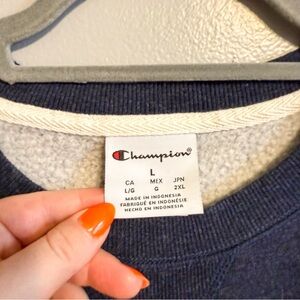 Champion®
L
CA MEX JPN
L/G G 2XL
MADE IN INDONESIA
FABRIQUÉ EN INDONÉSIE
HECHO EN INDONESIA